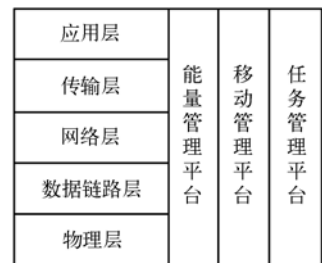 应用层
传输层
网络层
数据链路层
物理层
能量管理平台
移动管理平台
任务管理平台